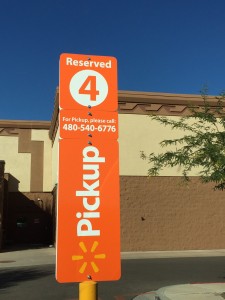 Reserved
4
For Pickup, please call:
480-540-6776
Pickup